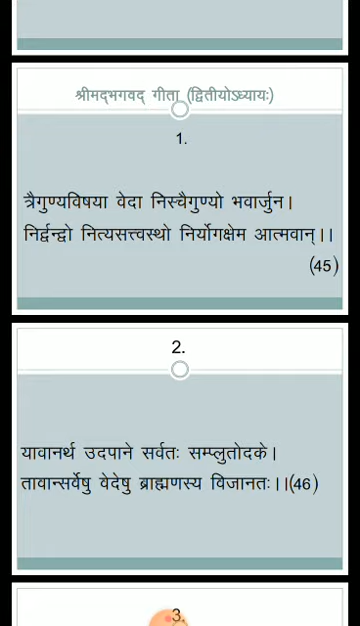 श्रीमद्भगवद् गीता (द्वितीयोऽध्यायः)
1.
त्रैगुण्यविषया वेदा निस्त्रैगुण्यो भवार्जुन।
निर्द्वन्द्वो नित्यसत्त्वस्थो निर्योगक्षेम आत्मवान्।।
(45)
2.
यावानर्थ उदपाने सर्वतः सम्प्लुतोदके।
तावान्सर्वेषु वेदेषु ब्राह्मणस्य विजानतः।।(46)
3.